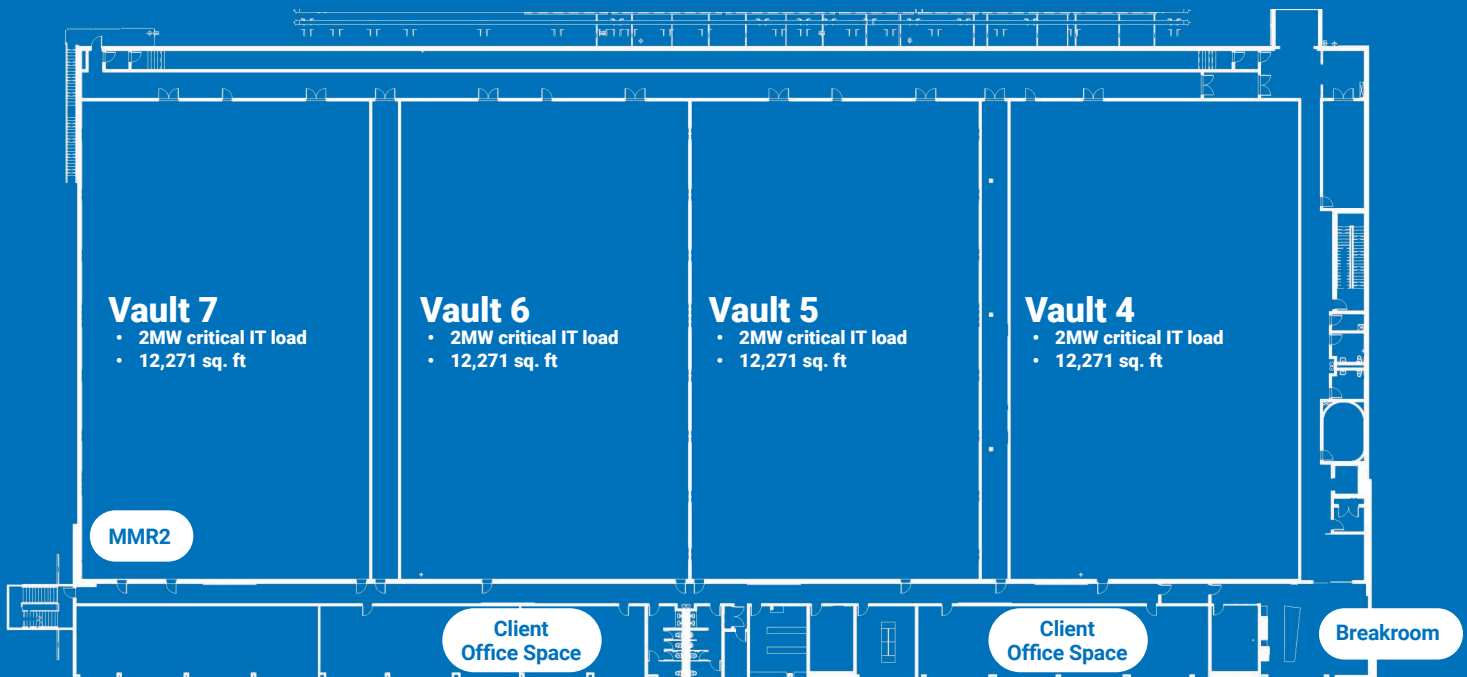 Vault 7
• 2MW critical IT load
• 12,271 sq. ft
Vault 6
• 2MW critical IT load
• 12,271 sq. ft
Vault 5
• 2MW critical IT load
• 12,271 sq. ft
Vault 4
• 2MW critical IT load
• 12,271 sq. ft
MMR2
Client
Office Space
Client
Office Space
Breakroom